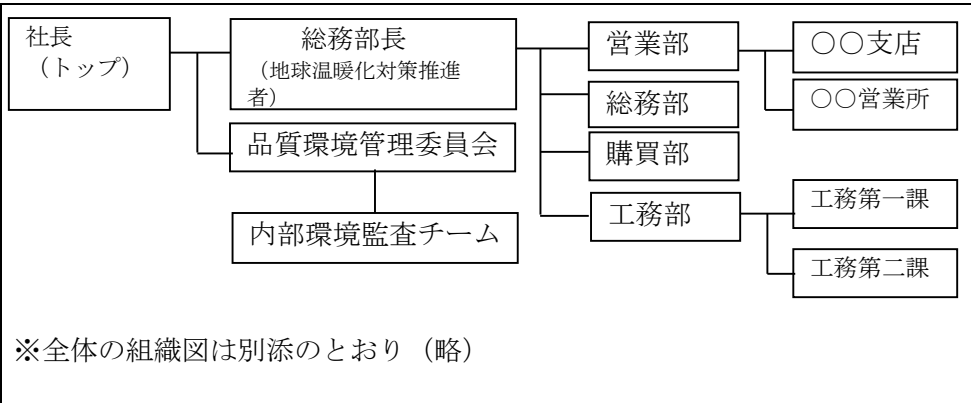 社長
（トップ）
総務部長
（地球温暖化対策推進
者）
品質環境管理委員会
内部環境監査チーム
営業部
総務部
購買部
工務部
〇〇支店
〇〇営業所
工務第一課
工務第二課
※全体の組織図は別添のとおり（略）